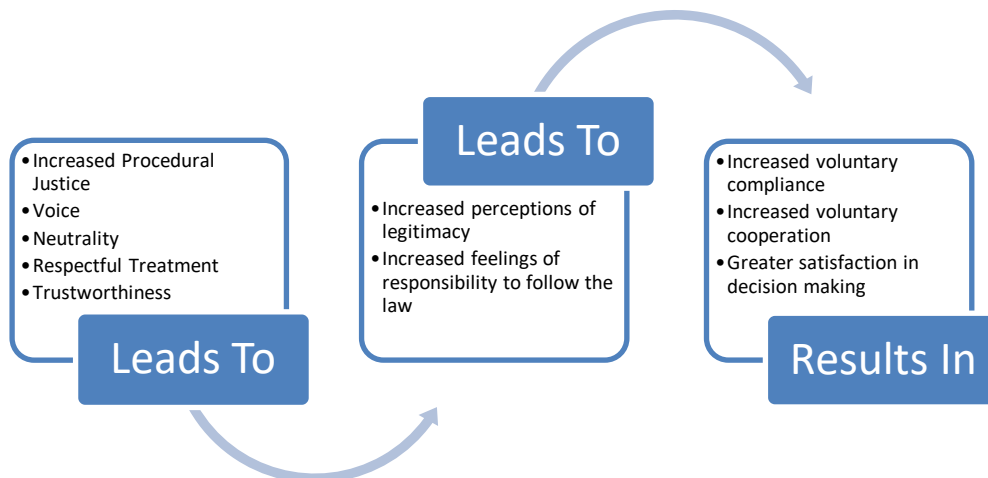 •Increased Procedural
Justice
•Voice
•Neutrality
•Respectful Treatment
•Trustworthiness
Leads To
Leads To
•Increased perceptions of
legitimacy
•Increased feelings of
responsibility to follow the
law
•Increased voluntary
compliance
•Increased voluntary
cooperation
•Greater satisfaction in
decision making
Results In